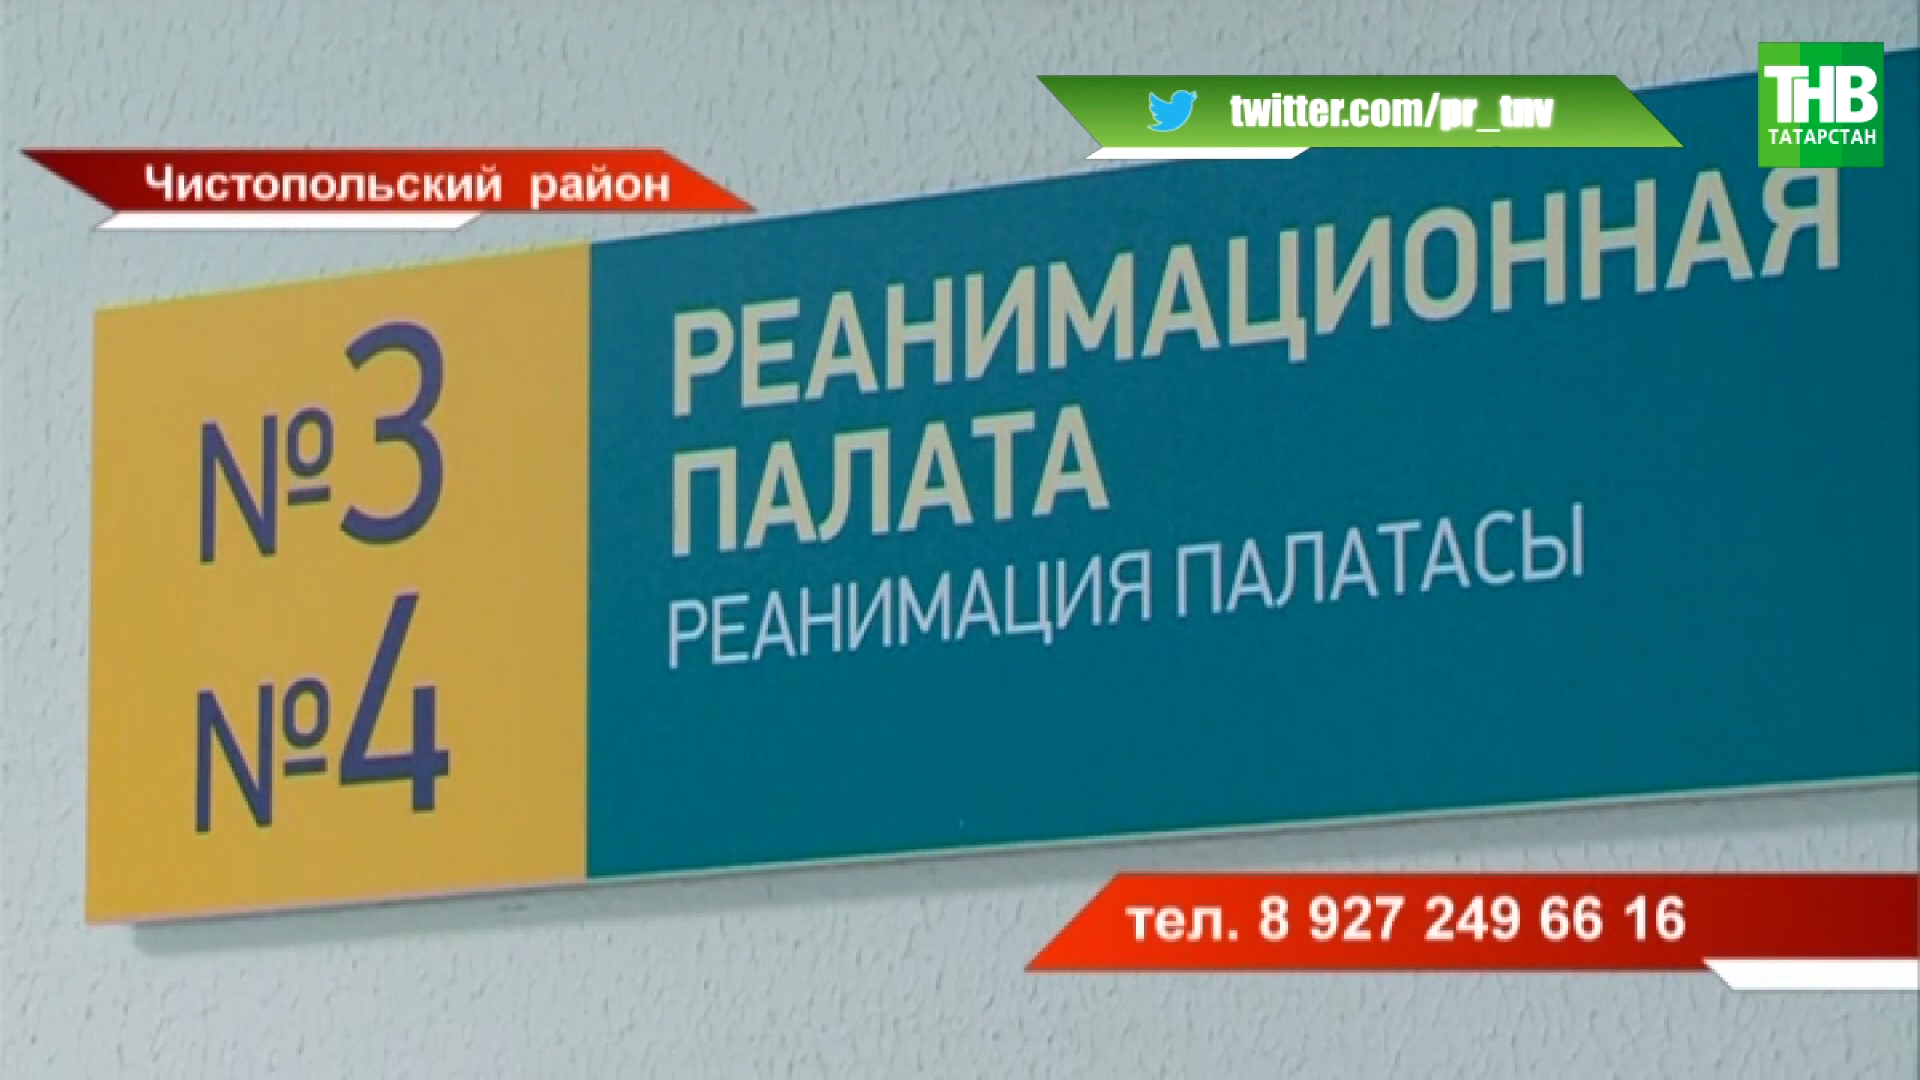 ТНВ
ТАТАРСТАН
twitter.com/pr_tnv
Чистопольский район
№3
№4
РЕАНИМАЦИОННАЯ
ПАЛАТА
РЕАНИМАЦИЯ ПАЛАТАСЫ
тел. 8 927 249 66 16